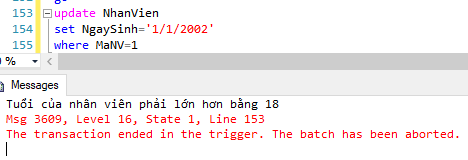 153 update NhanVien
154 set NgaySinh='1/1/2002'
155 where MaNV=1
0 %
Messages
Tuổi của nhân viên phải lớn hơn bằng 18
Msg 3609, Level 16, State 1, Line 153
The transaction ended in the trigger. The batch has been aborted.